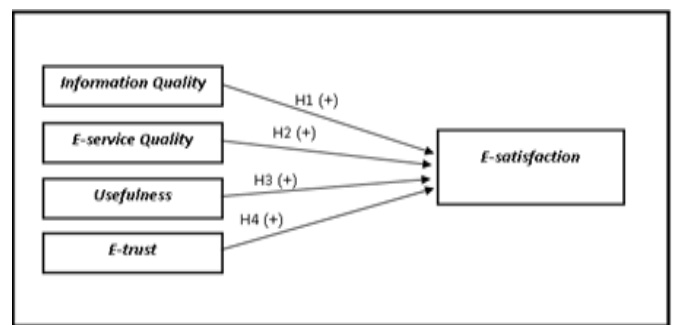 Information Quality
H1 (+)
E-service Quality
H2 (+)
E-satisfaction
Usefulness
H3 (+)
H4 (+)
E-trust